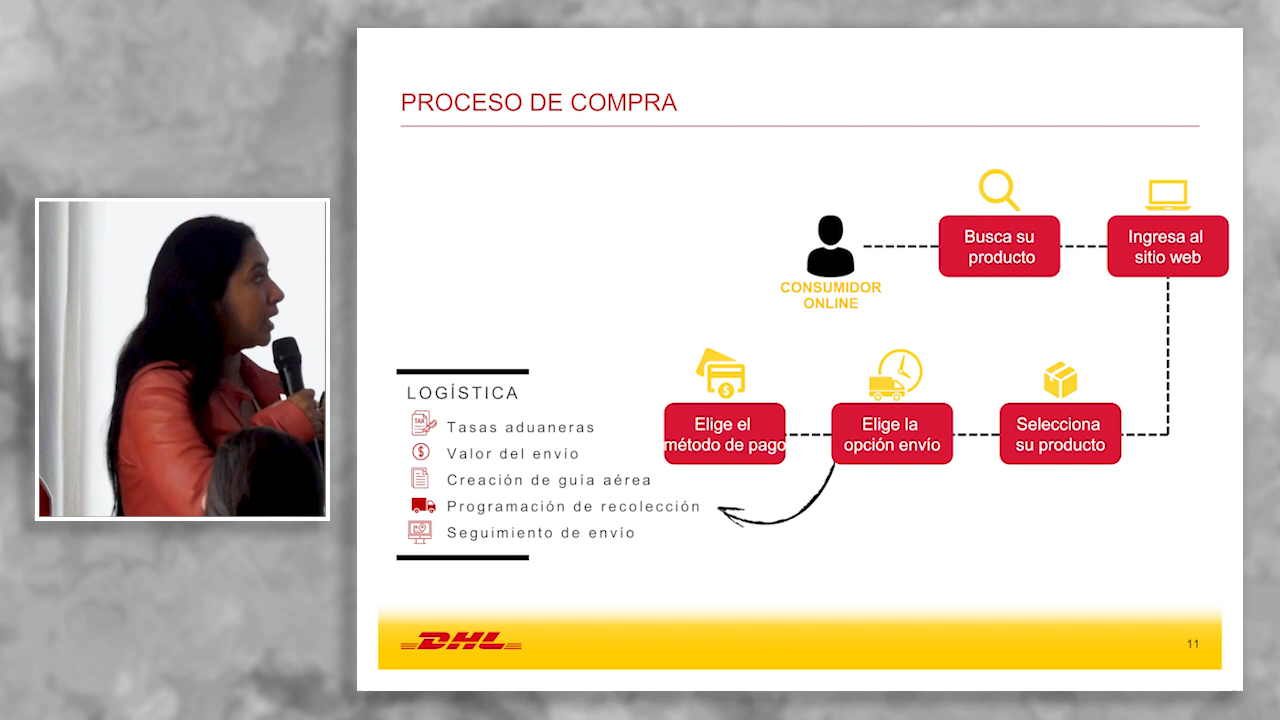 PROCESO DE COMPRA
Busca su
producto
Ingresa al
sitio web
CONSUMIDOR
ONLINE
Elige el
método de pago
Elige la
opción envío
Selecciona
su producto
LOGÍSTICA
TAX
Tasas aduaneras
$
Valor del envío
Creación de guía aérea
Programación de recolección
Seguimiento de envío
DHL
11